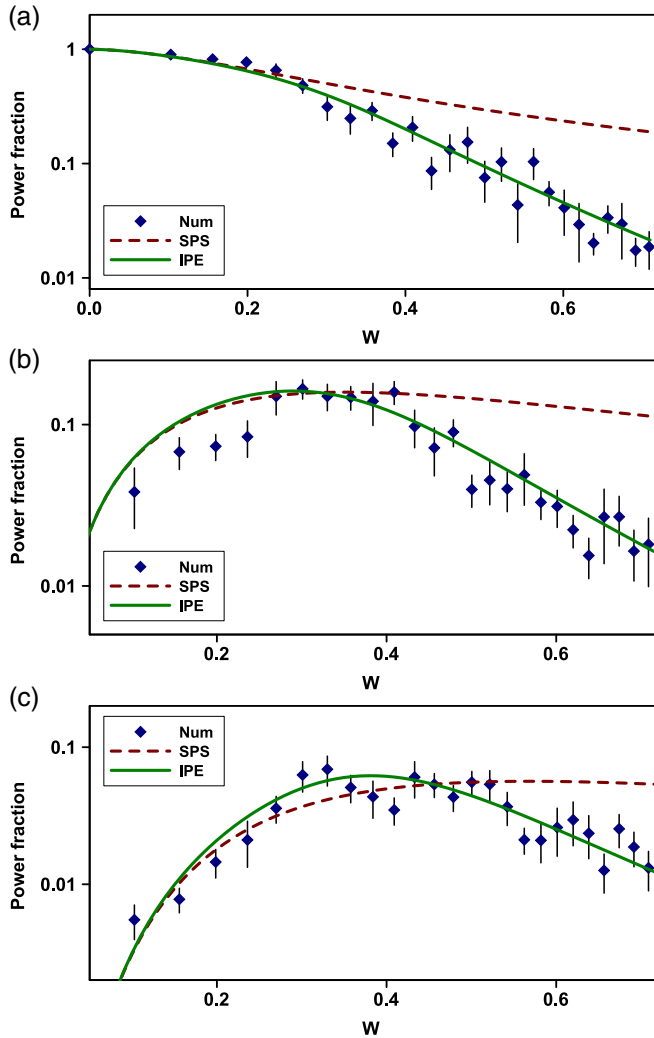 (a)
1
0.1
0.01
Power fraction
Num
SPS
IPE
0.0 0.2 0.4 0.6
W
(b)
0.1
0.01
Power fraction
Num
SPS
IPE
0.2 0.4 0.6
W
(c)
0.1
0.01
Power fraction
Num
SPS
IPE
0.2 0.4 0.6
W